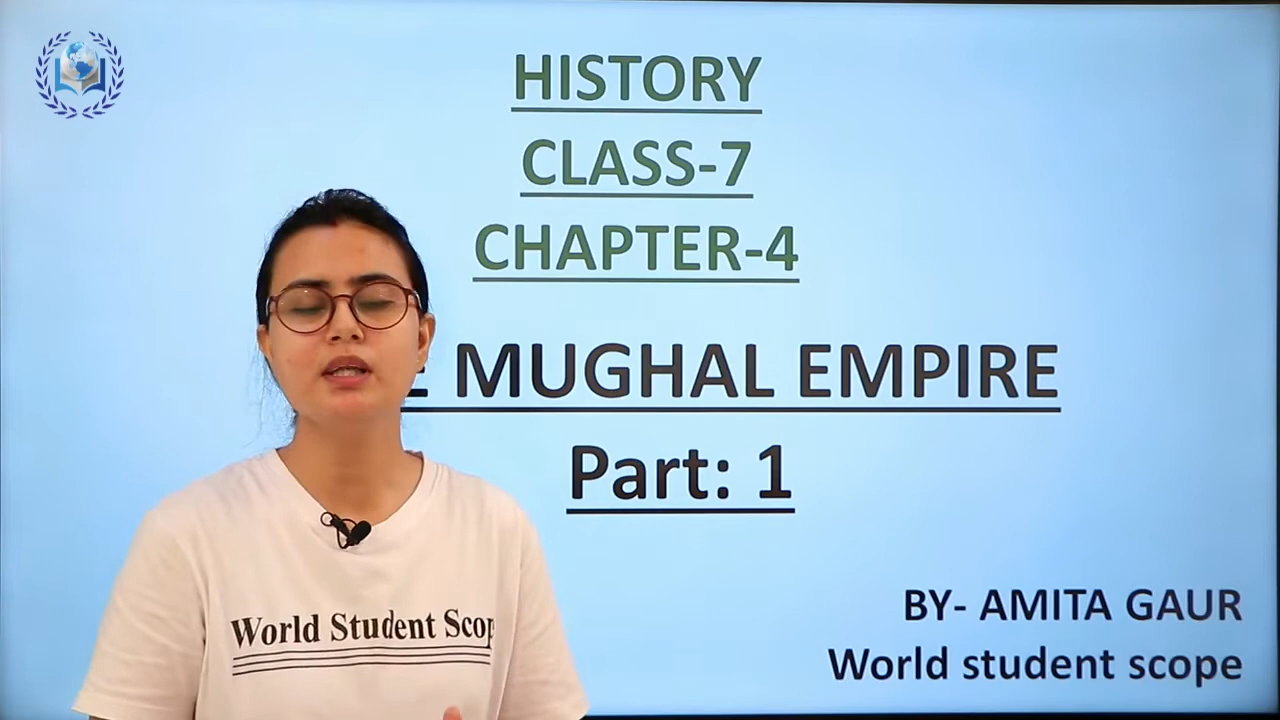 HISTORY
CLASS-7
CHAPTER-4
MUGHAL EMPIRE
Part: 1
BY- AMITA GAUR
World student scope
World Student Scop